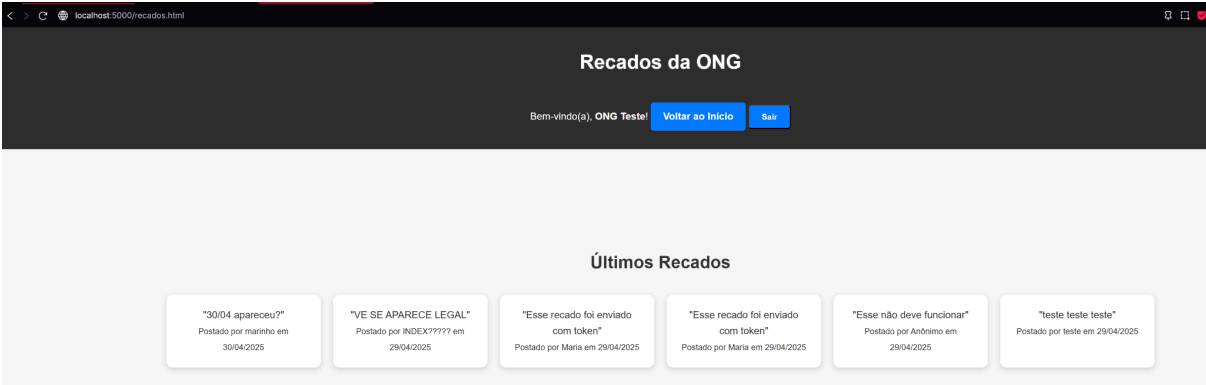 localhost:5000/recados.html
Recados da ONG
Bem-vindo(a), ONG Teste! Voltar ao Início Sair
Últimos Recados
"30/04 apareceu?"
Postado por marinho em
30/04/2025
"VE SE APARECE LEGAL"
Postado por INDEX????? em
29/04/2025
"Esse recado foi enviado
com token"
Postado por Maria em 29/04/2025
"Esse recado foi enviado
com token"
Postado por Maria em 29/04/2025
"Esse não deve funcionar"
Postado por Anônimo em
29/04/2025
"teste teste teste"
Postado por teste em 29/04/2025